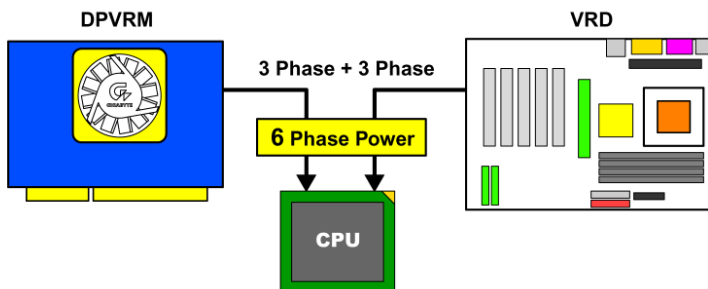 DPVRM
VRD
3 Phase + 3 Phase
GIGABYTE
6 Phase Power
CPU